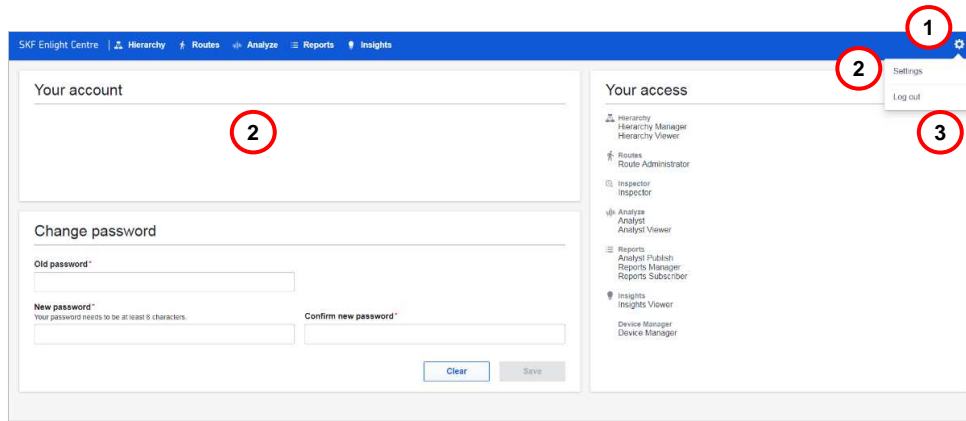 1
SKF Enlight Centre | Hierarchy Routes Analyze Reports Insights
2
Settings
Log out
3
Your account
2
Change password
Old password*
New password*
Your password needs to be at least 8 characters.
Confirm new password*
Clear
Save
Your access
Hierarchy
Hierarchy Manager
Hierarchy Viewer
Routes
Route Administrator
Inspector
Inspector
Analyze
Analyst
Analyst Viewer
Reports
Analyst Publish
Reports Manager
Reports Subscriber
Insights
Insights Viewer
Device Manager
Device Manager